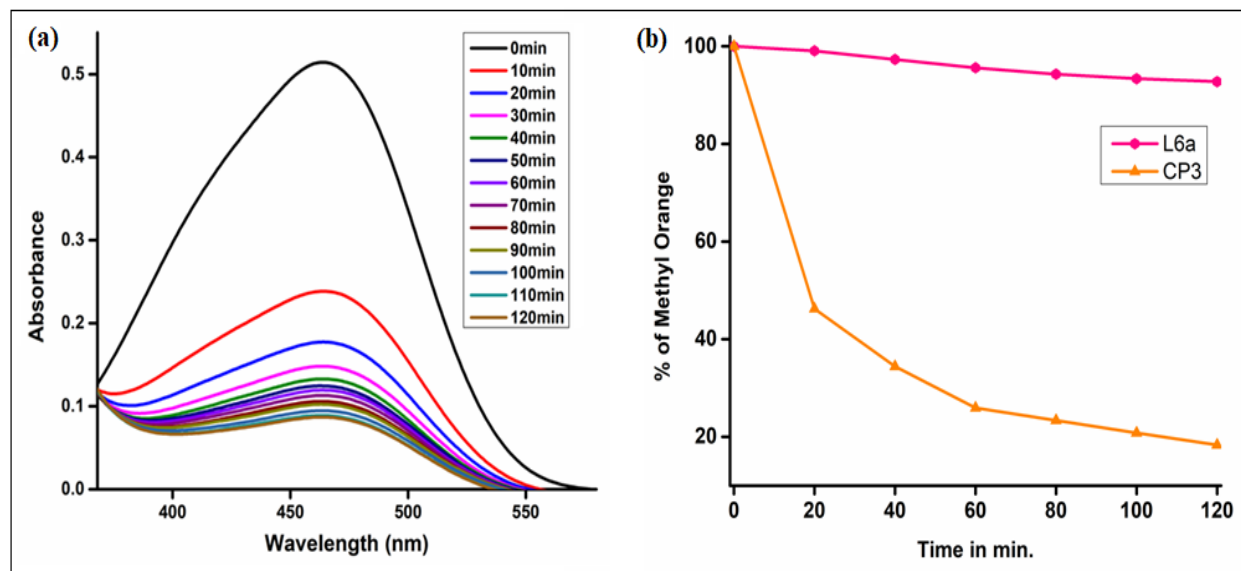 (a)
0.5
0.4
0.3
0.2
0.1
0.0
Absorbance
400
450
500
550
Wavelength (nm)
0min
10min
20min
30min
40min
50min
60min
70min
80min
90min
100min
110min
120min
(b)
100
80
60
40
20
% of Methyl Orange
0
20
40
60
80
100
120
Time in min.
L6a
CP3